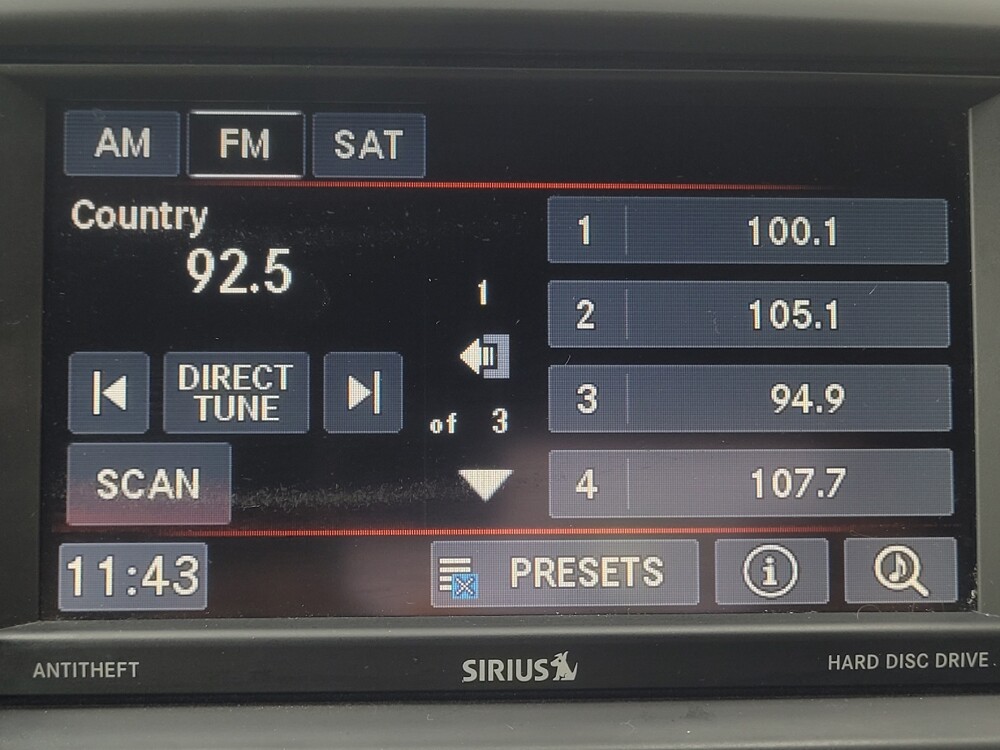 AM FM SAT
Country
92.5
1
of 3
1 100.1
2 105.1
3 94.9
4 107.7
DIRECT
TUNE
SCAN
11:43
PRESETS
i
ANTITHEFT
SIRIUS
HARD DISC DRIVE